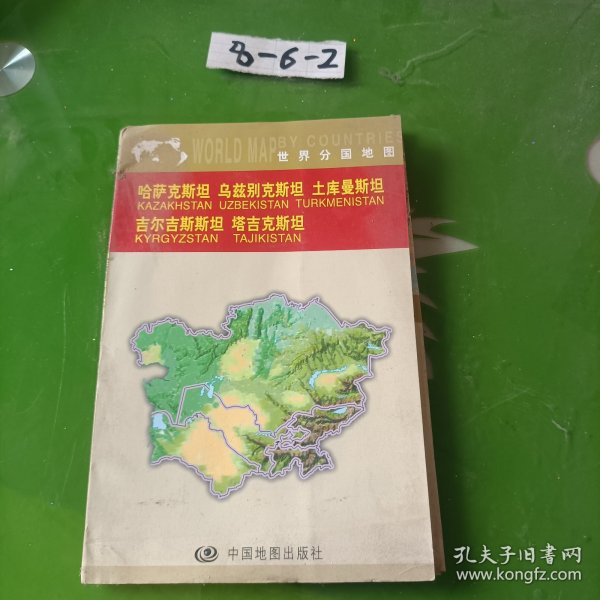 8-6-2
WORLD MAP BY COUNTRIES
世界分国地图
哈萨克斯坦 乌兹别克斯坦 土库曼斯坦
KAZAKHSTAN UZBEKISTAN TURKMENISTAN
吉尔吉斯斯坦 塔吉克斯坦
KYRGYZSTAN TAJIKISTAN
中国地图出版社
孔夫子旧书网
www.kongfz.com